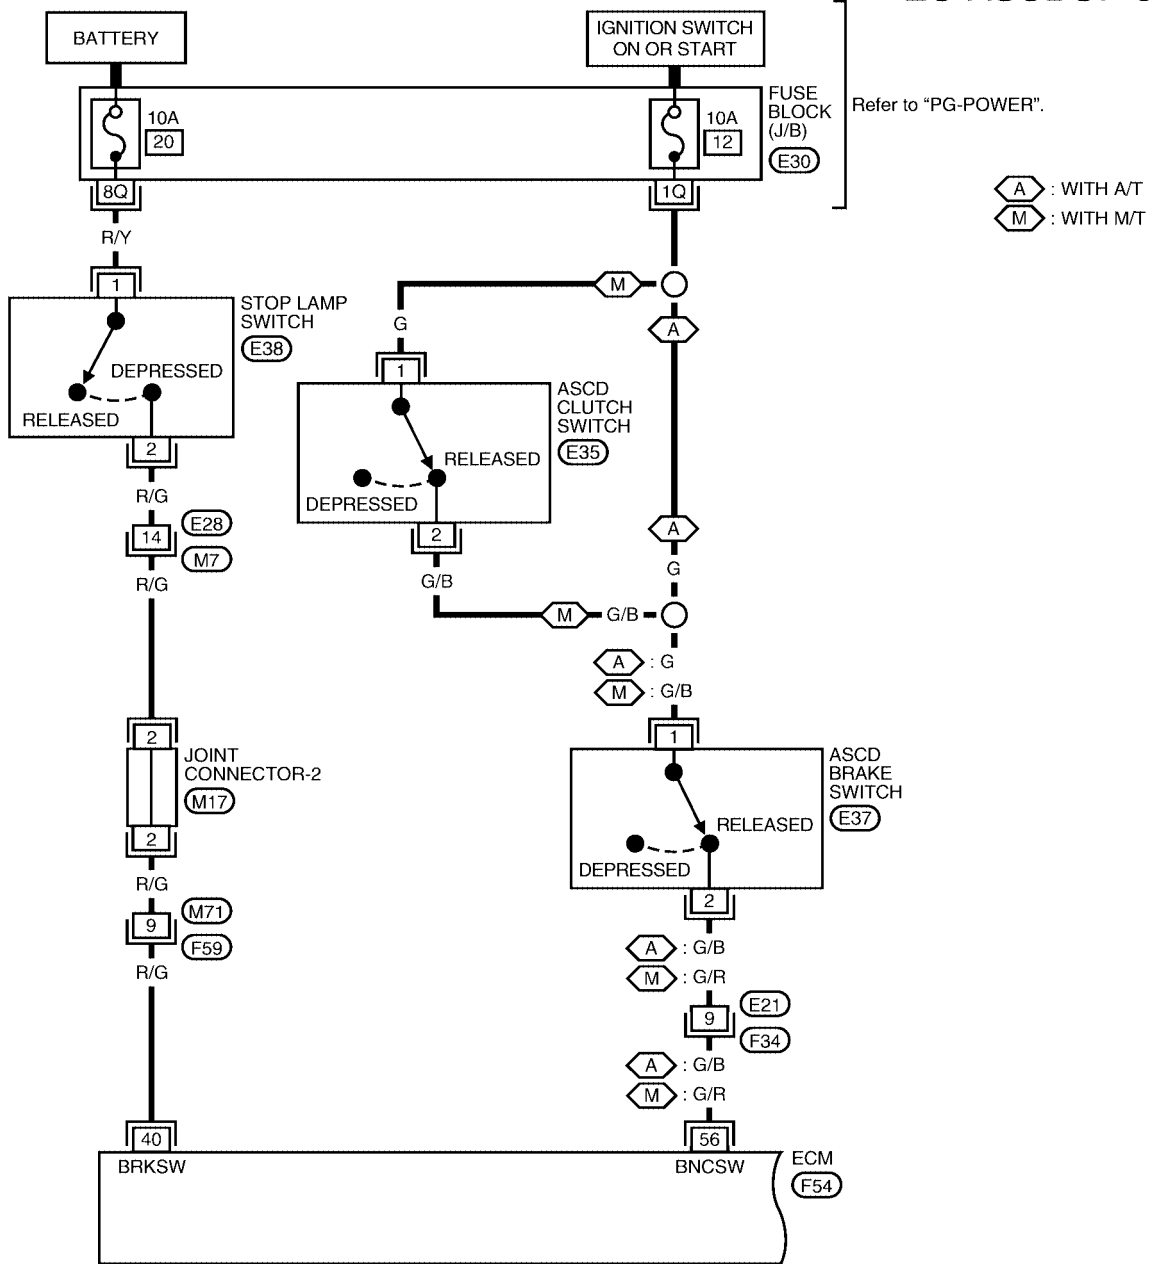 BATTERY
IGNITION SWITCH
ON OR START
10A
20
10A
12
FUSE
BLOCK
(J/B)
E30
Refer to “PG-POWER”.
8Q
1Q
A : WITH A/T
M : WITH M/T
R/Y
1
STOP LAMP
SWITCH
E38
DEPRESSED
RELEASED
2
R/G
14
E28
M7
R/G
M
A
G
1
ASCD
CLUTCH
SWITCH
E35
RELEASED
DEPRESSED
2
G/B
A
G
M
G/B
A : G
M : G/B
2
JOINT
CONNECTOR-2
M17
2
R/G
9
M71
F59
R/G
1
ASCD
BRAKE
SWITCH
E37
RELEASED
DEPRESSED
2
A : G/B
M : G/R
9
E21
F34
A : G/B
M : G/R
40
BRKSW
56
BNCSW
ECM
F54